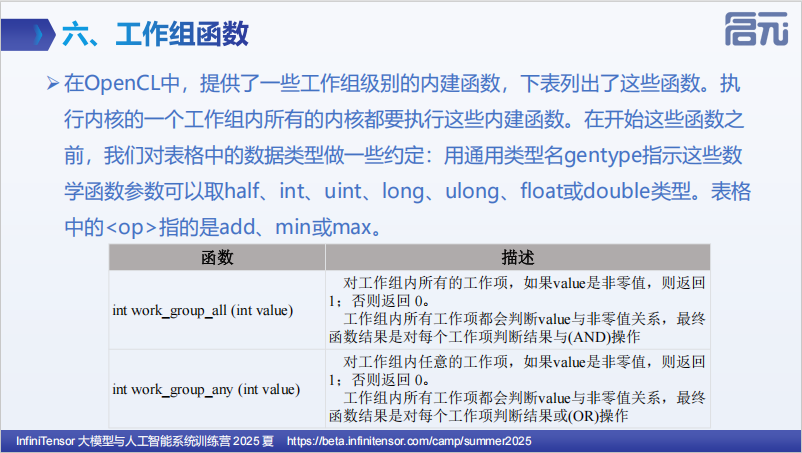 六、工作组函数
启元
➢在OpenCL中，提供了一些工作组级别的内建函数，下表列出了这些函数。执
行内核的一个工作组内所有的内核都要执行这些内建函数。在开始这些函数之
前，我们对表格中的数据类型做一些约定：用通用类型名gentype指示这些数
学函数参数可以取half、int、uint、long、ulong、float或double类型。表格
中的<op>指的是add、min或max。
函数 描述
int work_group_all (int value)
对工作组内所有的工作项，如果value是非零值，则返回
1；否则返回 0。
工作组内所有工作项都会判断value与非零值关系，最终
函数结果是对每个工作项判断结果与(AND)操作
int work_group_any (int value)
对工作组内任意的工作项，如果value是非零值，则返回
1；否则返回 0。
工作组内所有工作项都会判断value与非零值关系，最终
函数结果是对每个工作项判断结果或(OR)操作
InfiniTensor 大模型与人工智能系统训练营 2025 夏 https://beta.infinitensor.com/camp/summer2025